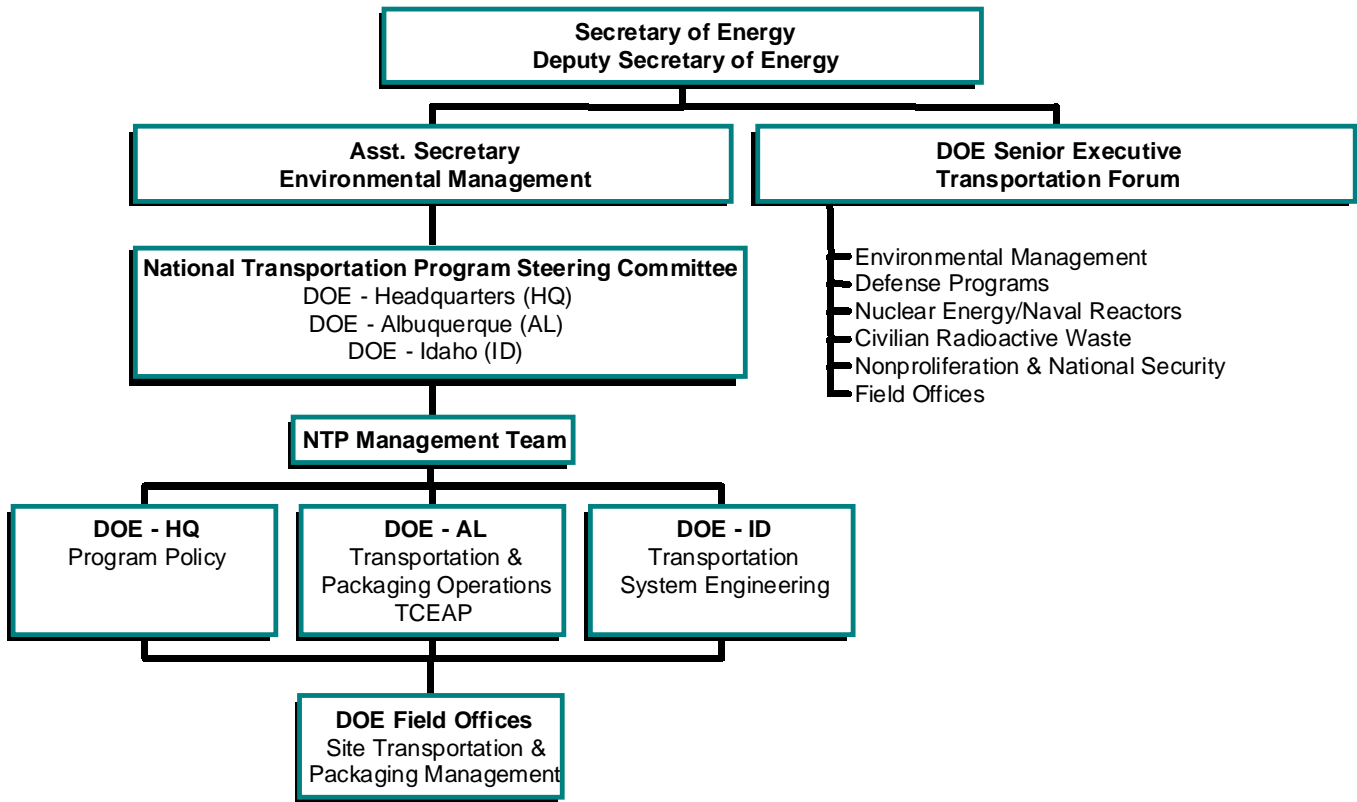 Secretary of Energy
Deputy Secretary of Energy
Asst. Secretary
Environmental Management
DOE Senior Executive
Transportation Forum
Environmental Management
Defense Programs
Nuclear Energy/Naval Reactors
Civilian Radioactive Waste
Nonproliferation & National Security
Field Offices
National Transportation Program Steering Committee
DOE - Headquarters (HQ)
DOE - Albuquerque (AL)
DOE - Idaho (ID)
NTP Management Team
DOE - HQ
Program Policy
DOE - AL
Transportation &
Packaging Operations
TCEAP
DOE - ID
Transportation
System Engineering
DOE Field Offices
Site Transportation &
Packaging Management